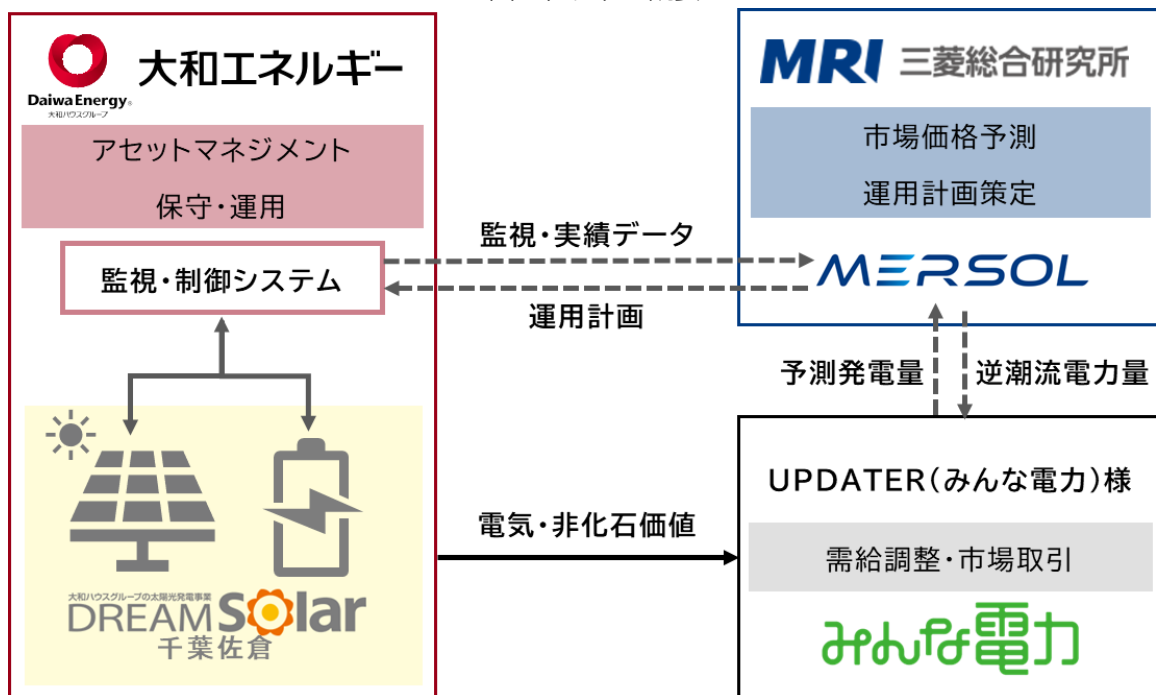 大和エネルギー
Daiwa Energy®
大和ハウスグループ
アセットマネジメント
保守・運用
監視・制御システム
大和ハウスグループの太陽光発電事業
DREAM Solar
千葉佐倉
監視・実績データ
運用計画
電気・非化石価値
MRI 三菱総合研究所
市場価格予測
運用計画策定
MERSOL
予測発電量
逆潮流電力量
UPDATER(みんな電力)様
需給調整・市場取引
みんな電力